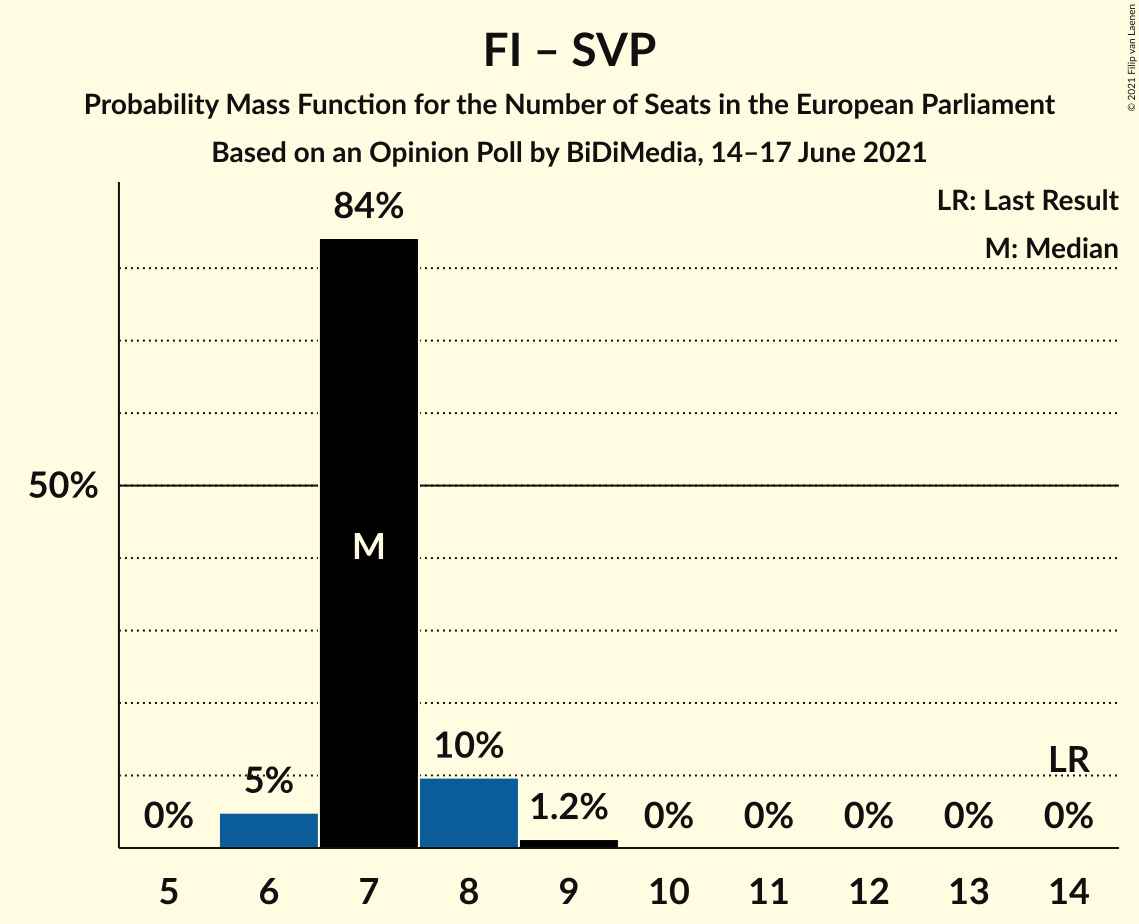 FI – SVP
Probability Mass Function for the Number of Seats in the European Parliament
Based on an Opinion Poll by BiDiMedia, 14–17 June 2021
© 2021 Filip van Laenen
LR: Last Result
M: Median
84%
50%
M
10%
LR
5%
1.2%
0%
0%
0%
0%
0%
0%
5 6 7 8 9 10 11 12 13 14